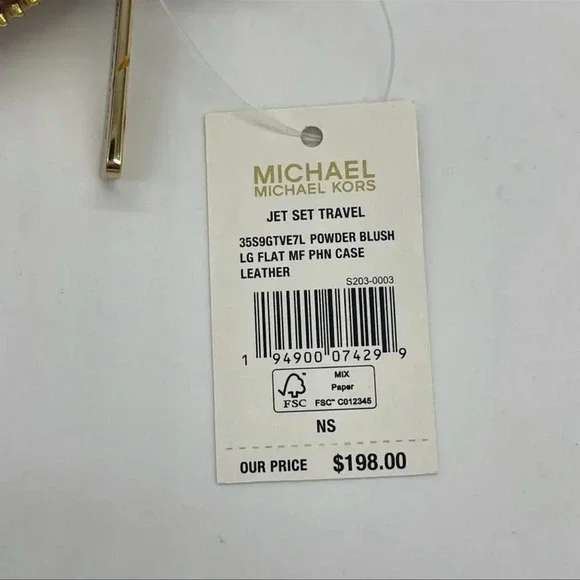 MICHAEL
MICHAEL KORS
JET SET TRAVEL
35S9GTVE7L POWDER BLUSH
LG FLAT MF PHN CASE
LEATHER
S203-0003
1 94900 07429 9
FSC
MIX
Paper
FSC™ C012345
NS
OUR PRICE $198.00